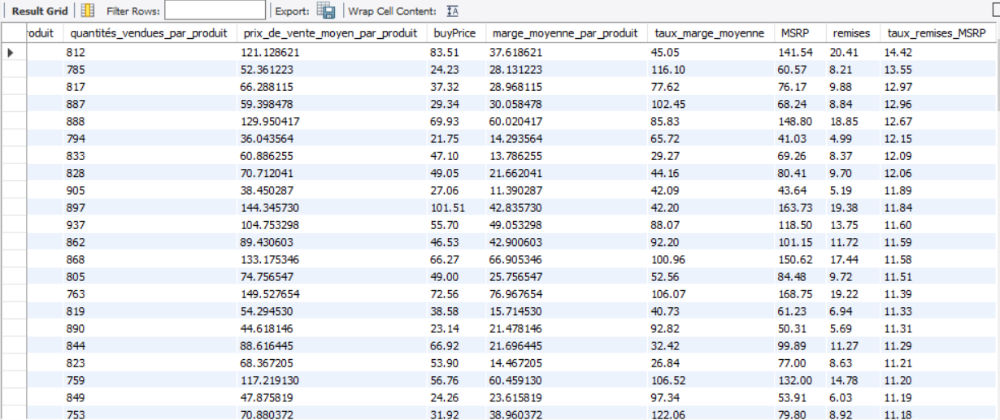 Result Grid Filter Rows: Export: Wrap Cell Content:
roduit quantités_vendues_par_produit prix_de_vente_moyen_par_produit buyPrice marge_moyenne_par_produit taux_marge_moyenne MSRP remises taux_remises_MSRP
812 121.128621 83.51 37.618621 45.05 141.54 20.41 14.42
785 52.361223 24.23 28.131223 116.10 60.57 8.21 13.55
817 66.288115 37.32 28.968115 77.62 76.17 9.88 12.97
887 59.398478 29.34 30.058478 102.45 68.24 8.84 12.96
888 129.950417 69.93 60.020417 85.83 148.80 18.85 12.67
794 36.043564 21.75 14.293564 65.72 41.03 4.99 12.15
833 60.886255 47.10 13.786255 29.27 69.26 8.37 12.09
828 70.712041 49.05 21.662041 44.16 80.41 9.70 12.06
905 38.450287 27.06 11.390287 42.09 43.64 5.19 11.89
897 144.345730 101.51 42.835730 42.20 163.73 19.38 11.84
937 104.753298 55.70 49.053298 88.07 118.50 13.75 11.60
862 89.430603 46.53 42.900603 92.20 101.15 11.72 11.59
868 133.175346 66.27 66.905346 100.96 150.62 17.44 11.58
805 74.756547 49.00 25.756547 52.56 84.48 9.72 11.51
763 149.527654 72.56 76.967654 106.07 168.75 19.22 11.39
819 54.294530 38.58 15.714530 40.73 61.23 6.94 11.33
890 44.618146 23.14 21.478146 92.82 50.31 5.69 11.31
844 88.616445 66.92 21.696445 32.42 99.89 11.27 11.29
823 68.367205 53.90 14.467205 26.84 77.00 8.63 11.21
759 117.219130 56.76 60.459130 106.52 132.00 14.78 11.20
849 47.875819 24.26 23.615819 97.34 53.91 6.03 11.19
753 70.880372 31.92 38.960372 122.06 79.80 8.92 11.18